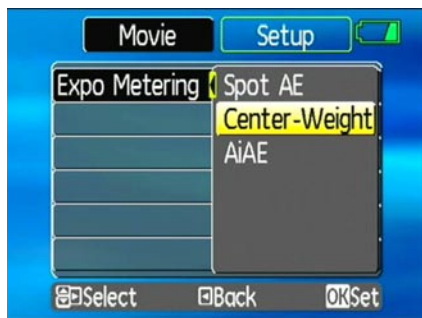 Movie Setup
Expo Metering Spot AE
Center-Weight
AiAE
Select Back OK Set